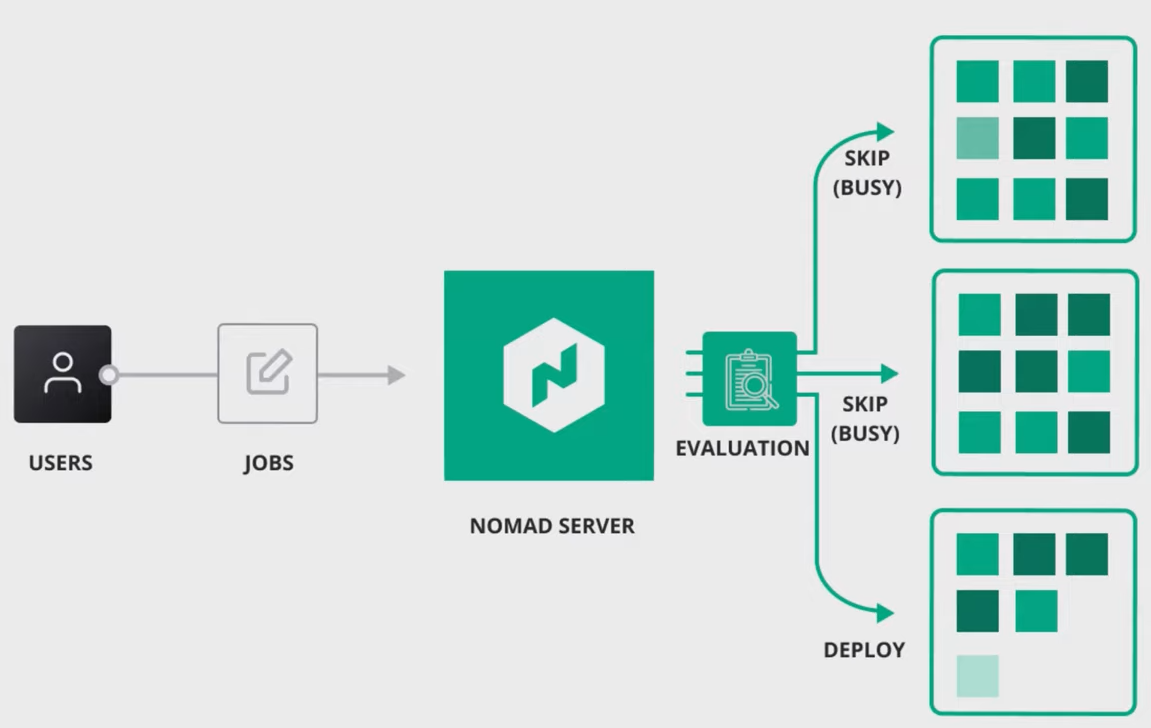 SKIP
(BUSY)
SKIP
(BUSY)
EVALUATION
USERS
JOBS
NOMAD SERVER
DEPLOY